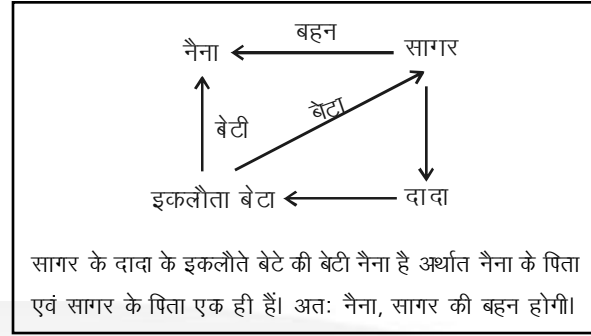 बहन
नैना सागर
बेटा
बेटी
इकलौता बेटा दादा
सागर के दादा के इकलौते बेटे की बेटी नैना है अर्थात नैना के पिता
एवं सागर के पिता एक ही हैं। अतः नैना, सागर की बहन होगी।